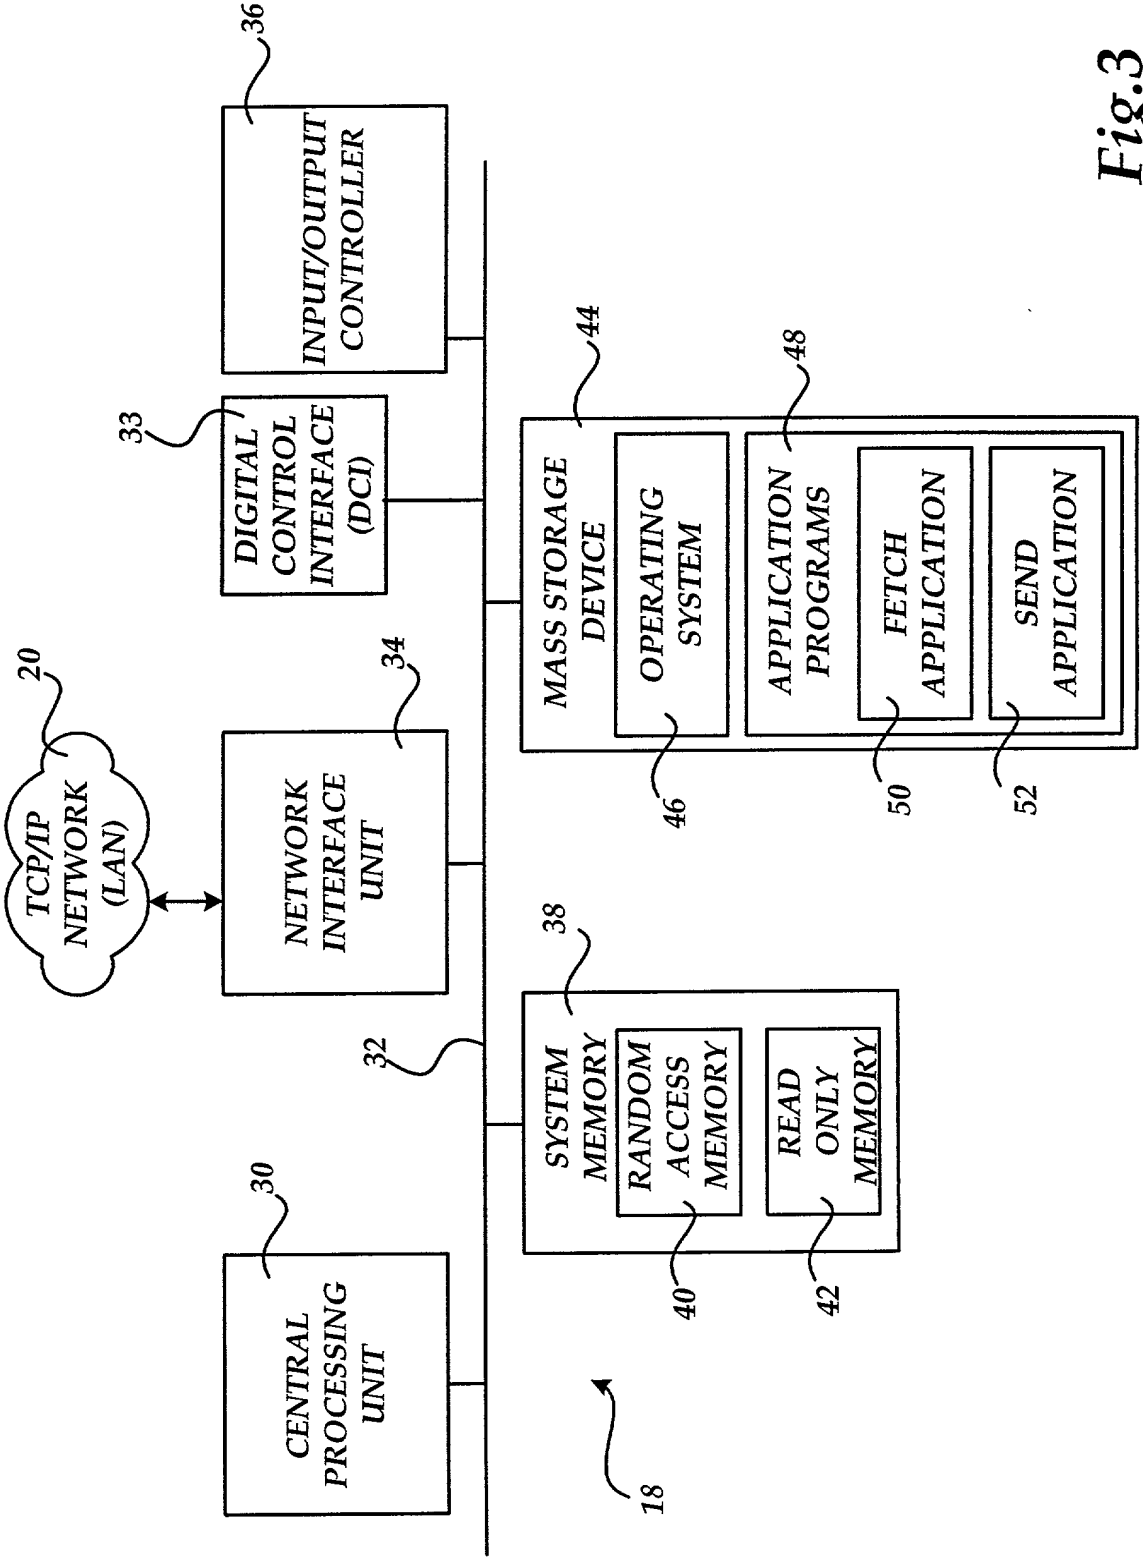 20
TCP/IP
NETWORK
(LAN)
30
CENTRAL
PROCESSING
UNIT
34
NETWORK
INTERFACE
UNIT
33
DIGITAL
CONTROL
INTERFACE
(DCI)
36
INPUT/OUTPUT
CONTROLLER
32
38
SYSTEM
MEMORY
RANDOM
ACCESS
MEMORY
40
READ
ONLY
MEMORY
42
44
MASS STORAGE
DEVICE
OPERATING
SYSTEM
46
48
APPLICATION
PROGRAMS
FETCH
APPLICATION
50
SEND
APPLICATION
52
18
Fig.3